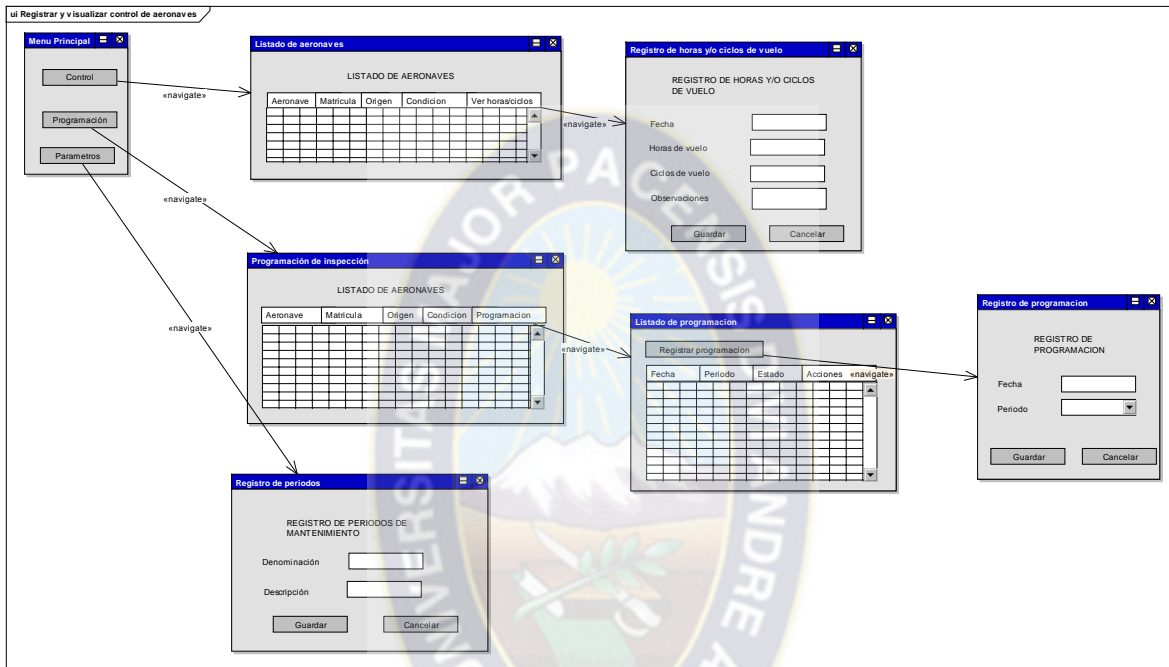 ui Registrar y visualizar control de aeronaves
Menu Principal
Control
Programación
Parametros
«navigate»
«navigate»
«navigate»
Listado de aeronaves
LISTADO DE AERONAVES
Aeronave Matricula Origen Condicion Ver horas/ciclos
«navigate»
Registro de horas y/o ciclos de vuelo
REGISTRO DE HORAS Y/O CICLOS
DE VUELO
Fecha
Horas de vuelo
Ciclos de vuelo
Observaciones
Guardar Cancelar
Programación de inspección
LISTADO DE AERONAVES
Aeronave Matricula Origen Condicion Programacion
«navigate»
Listado de programacion
Registrar programacion
Fecha Periodo Estado Acciones «navigate»
Registro de programacion
REGISTRO DE
PROGRAMACION
Fecha
Periodo
Guardar Cancelar
Registro de periodos
REGISTRO DE PERIODOS DE
MANTENIMIENTO
Denominación
Descripción
Guardar Cancelar